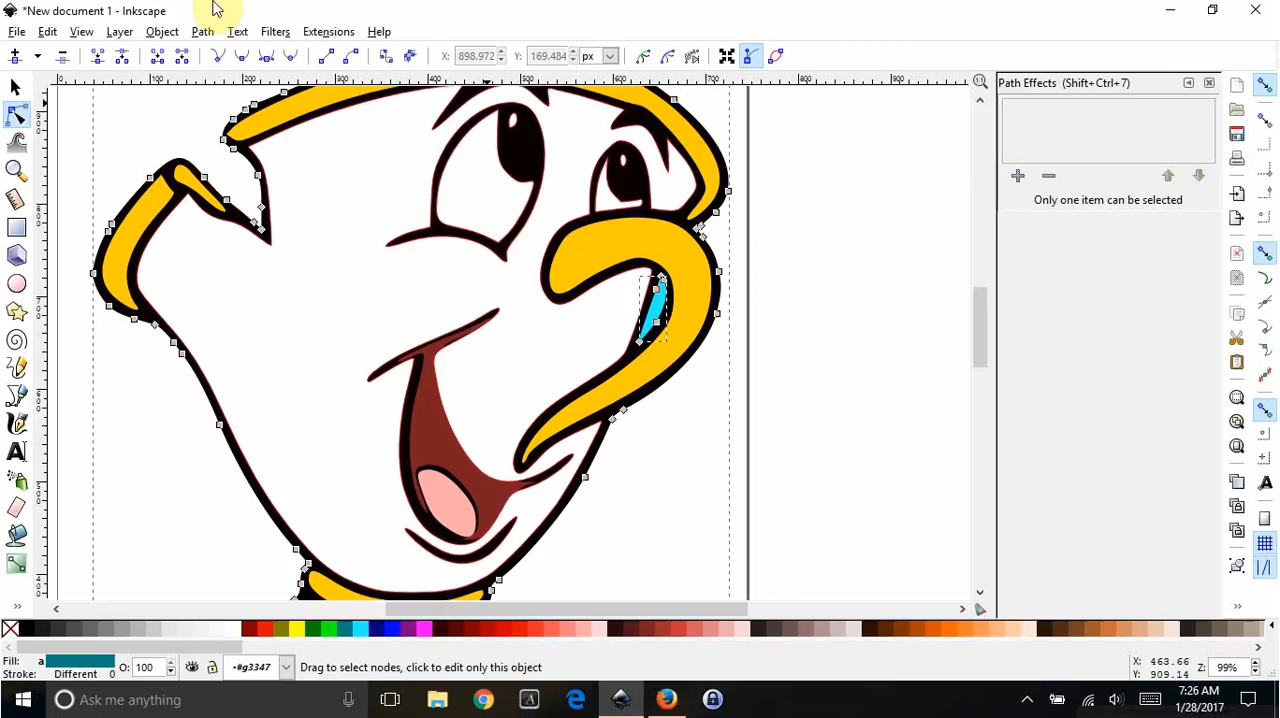 *New document 1 - Inkscape
File Edit View Layer Object Path Text Filters Extensions Help
X: 898.972 Y: 169.484 px
Path Effects (Shift+7)
Only one item can be selected
Fill: a
Stroke: Different 0 O: 100 •#g3347 Drag to select nodes, click to edit only this object
X: 463.66
Y: 909.14 Z: 99%
Ask me anything
7:26 AM
1/28/2017